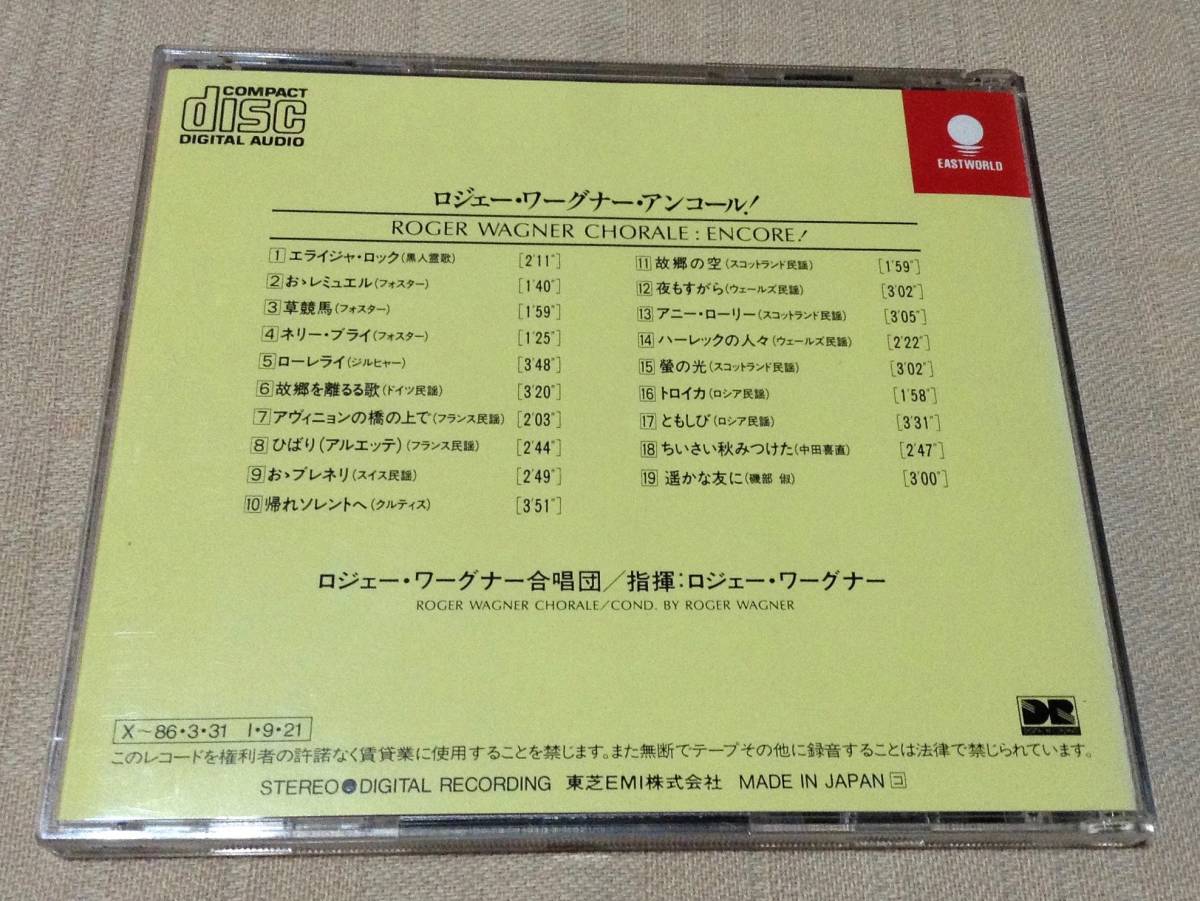 COMPACT
disc
DIGITAL AUDIO
EASTWORLD
ロジェー・ワーグナー・アンコール!
ROGER WAGNER CHORALE : ENCORE!
1 エライジャ・ロック(黒人霊歌) [2'11"]
2 おゝレミュエル(フォスター) [1'40"]
3 草競馬(フォスター) [1'59"]
4 ネリー・ブライ(フォスター) [1'25"]
5 ローレライ(ジルヒャー) [3'48"]
6 故郷を離るる歌(ドイツ民謡) [3'20"]
7 アヴィニョンの橋の上で(フランス民謡) [2'03"]
8 ひばり(アルエッテ)(フランス民謡) [2'44"]
9 おゝブレネリ(スイス民謡) [2'49"]
10 帰れソレントへ(クルティス) [3'51"]
11 故郷の空(スコットランド民謡) [1'59"]
12 夜もすがら(ウェールズ民謡) [3'02"]
13 アニー・ローリー(スコットランド民謡) [3'05"]
14 ハーレックの人々(ウェールズ民謡) [2'22"]
15 螢の光(スコットランド民謡) [3'02"]
16 トロイカ(ロシア民謡) [1'58"]
17 ともしび(ロシア民謡) [3'31"]
18 ちいさい秋みつけた(中田喜直) [2'47"]
19 遥かな友に(磯部 俶) [3'00"]
ロジェー・ワーグナー合唱団/指揮:ロジェー・ワーグナー
ROGER WAGNER CHORALE/COND. BY ROGER WAGNER
DR
X~86・3・31 I・9・21
このレコードを権利者の許諾なく賃貸業に使用することを禁じます。また無断でテープその他に録音することは法律で禁じられています。
STEREO●DIGITAL RECORDING 東芝EMI株式会社 MADE IN JAPAN コ